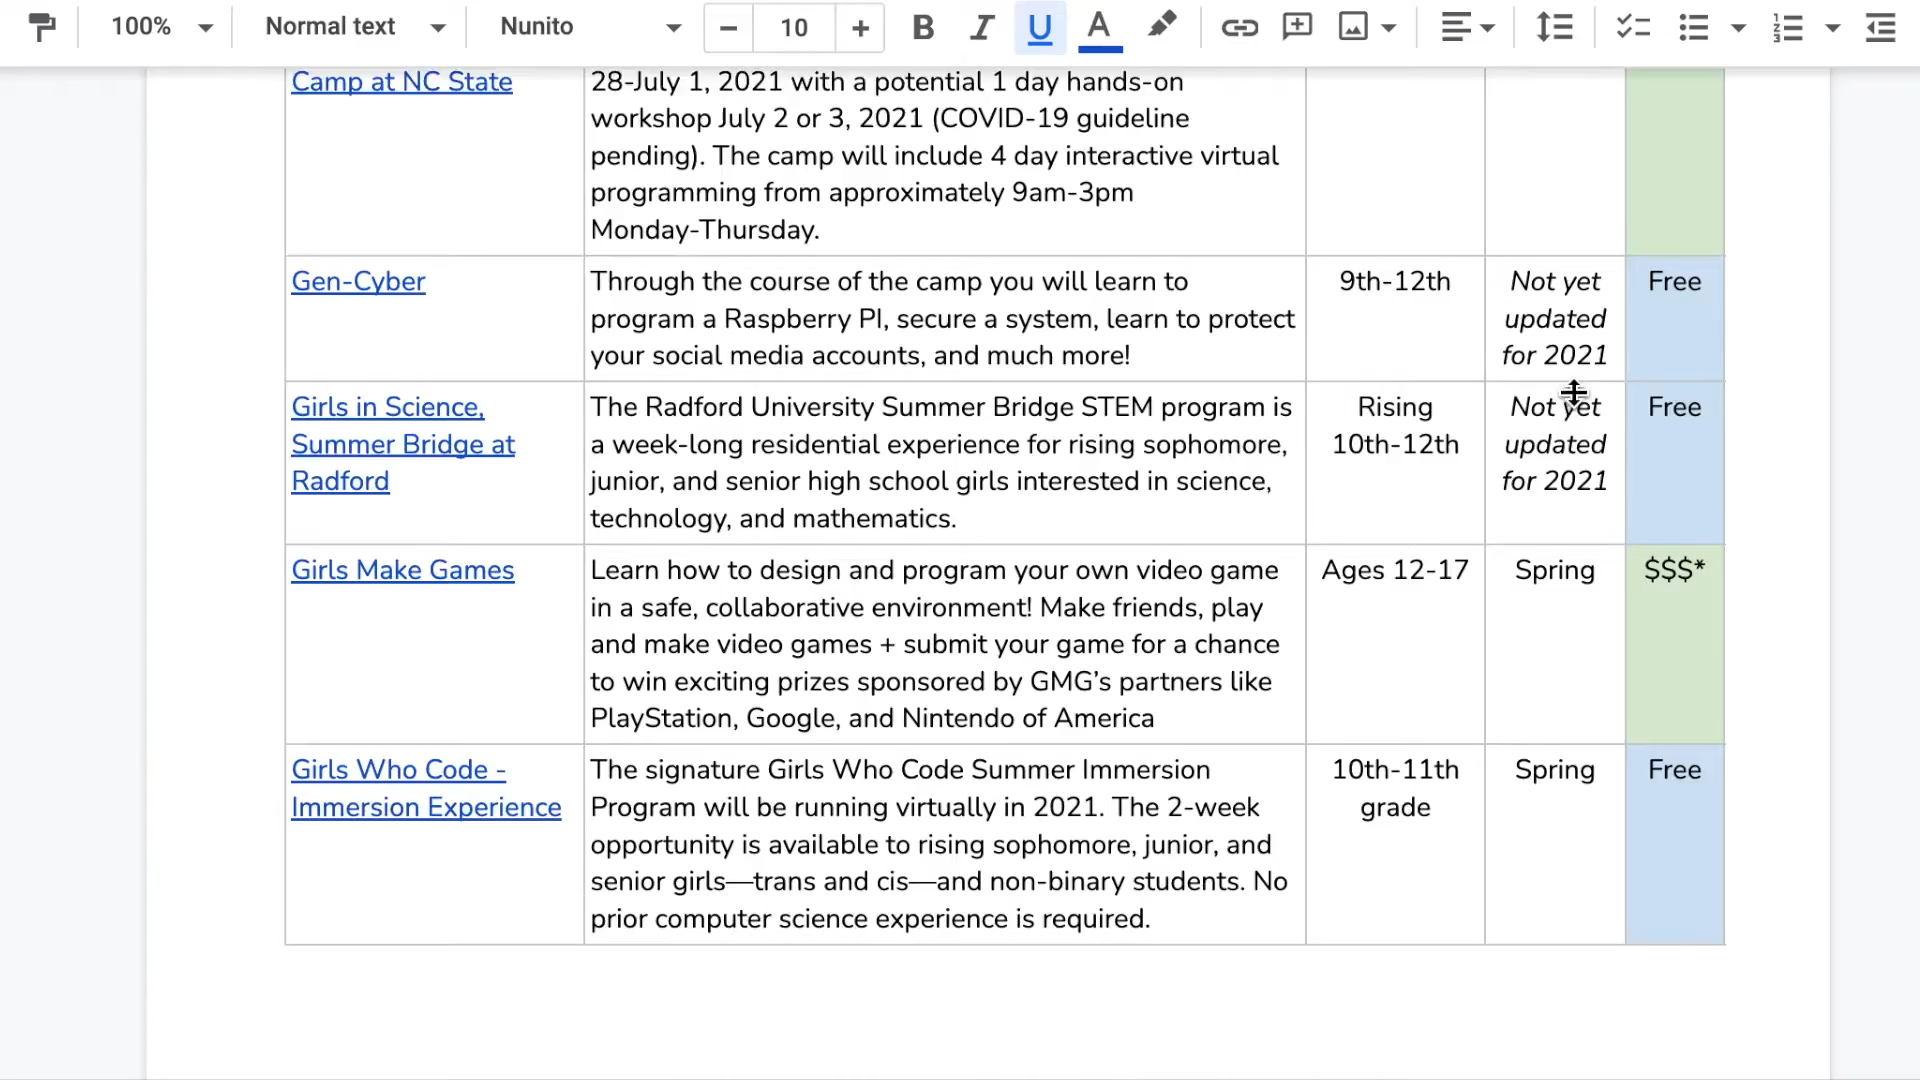 100%
Normal text
Nunito
10
B I U A
Camp at NC State
28-July 1, 2021 with a potential 1 day hands-on
workshop July 2 or 3, 2021 (COVID-19 guideline
pending). The camp will include 4 day interactive virtual
programming from approximately 9am-3pm
Monday-Thursday.
Gen-Cyber
Through the course of the camp you will learn to
program a Raspberry PI, secure a system, learn to protect
your social media accounts, and much more!
9th-12th
Not yet
updated
for 2021
Free
Girls in Science,
Summer Bridge at
Radford
The Radford University Summer Bridge STEM program is
a week-long residential experience for rising sophomore,
junior, and senior high school girls interested in science,
technology, and mathematics.
Rising
10th-12th
Not yet
updated
for 2021
Free
Girls Make Games
Learn how to design and program your own video game
in a safe, collaborative environment! Make friends, play
and make video games + submit your game for a chance
to win exciting prizes sponsored by GMG’s partners like
PlayStation, Google, and Nintendo of America
Ages 12-17
Spring
$$$*
Girls Who Code -
Immersion Experience
The signature Girls Who Code Summer Immersion
Program will be running virtually in 2021. The 2-week
opportunity is available to rising sophomore, junior, and
senior girls—trans and cis—and non-binary students. No
prior computer science experience is required.
10th-11th
grade
Spring
Free